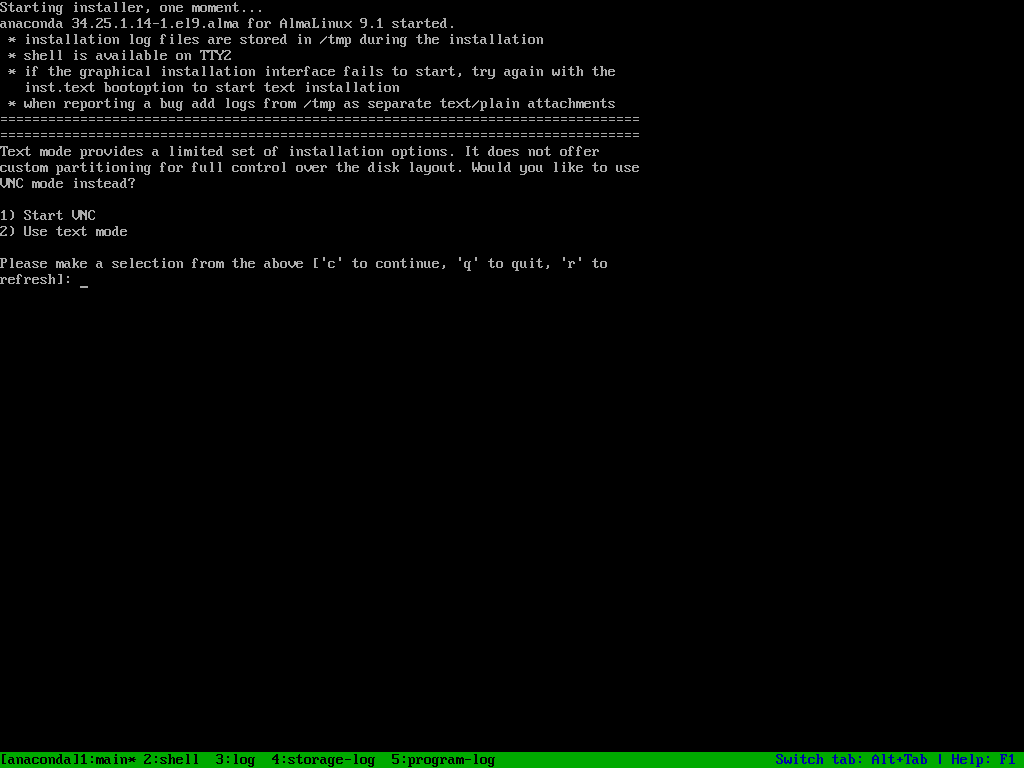 Starting installer, one moment...
anaconda 34.25.1.14-1.el9.alma for AlmaLinux 9.1 started.
 * installation log files are stored in /tmp during the installation
 * shell is available on TTY2
 * if the graphical installation interface fails to start, try again with the
   inst.text bootoption to start text installation
 * when reporting a bug add logs from /tmp as separate text/plain attachments
================================================================================
================================================================================
Text mode provides a limited set of installation options. It does not offer
custom partitioning for full control over the disk layout. Would you like to use
VNC mode instead?

1) Start VNC
2) Use text mode

Please make a selection from the above ['c' to continue, 'q' to quit, 'r' to
refresh]: _
[anaconda]1:main* 2:shell  3:log  4:storage-log  5:program-log Switch tab: Alt+Tab | Help: F1